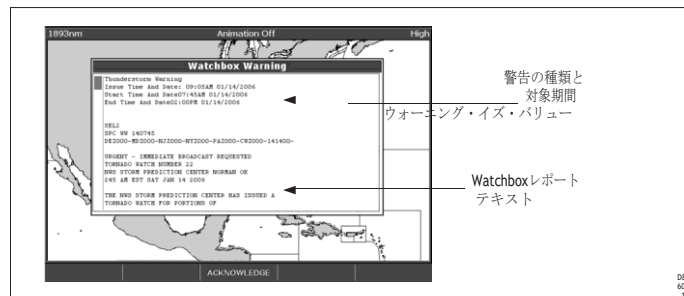 1893nm Animation Off High
Watchbox Warning
Thunderstorm Warning
Issue Time And Date: 09:05AM 01/14/2006
Start Time And Date07:45AM 01/14/2006
End Time And Date02:00PM 01/14/2006
SEL2
SPC WW 140745
DEZ000-MDZ000-NJZ000-NYZ000-PAZ000-CWZ000-141400-
URGENT - IMMEDIATE BROADCAST REQUESTED
TORNADO WATCH NUMBER 22
NWS STORM PREDICTION CENTER NORMAN OK
245 AM EST SAT JAN 14 2006
THE NWS STORM PREDICTION CENTER HAS ISSUED A
TORNADO WATCH FOR PORTIONS OF
ACKNOWLEDGE
警告の種類と
対象期間
ウォーニング・イズ・バリュー
Watchboxレポート
テキスト